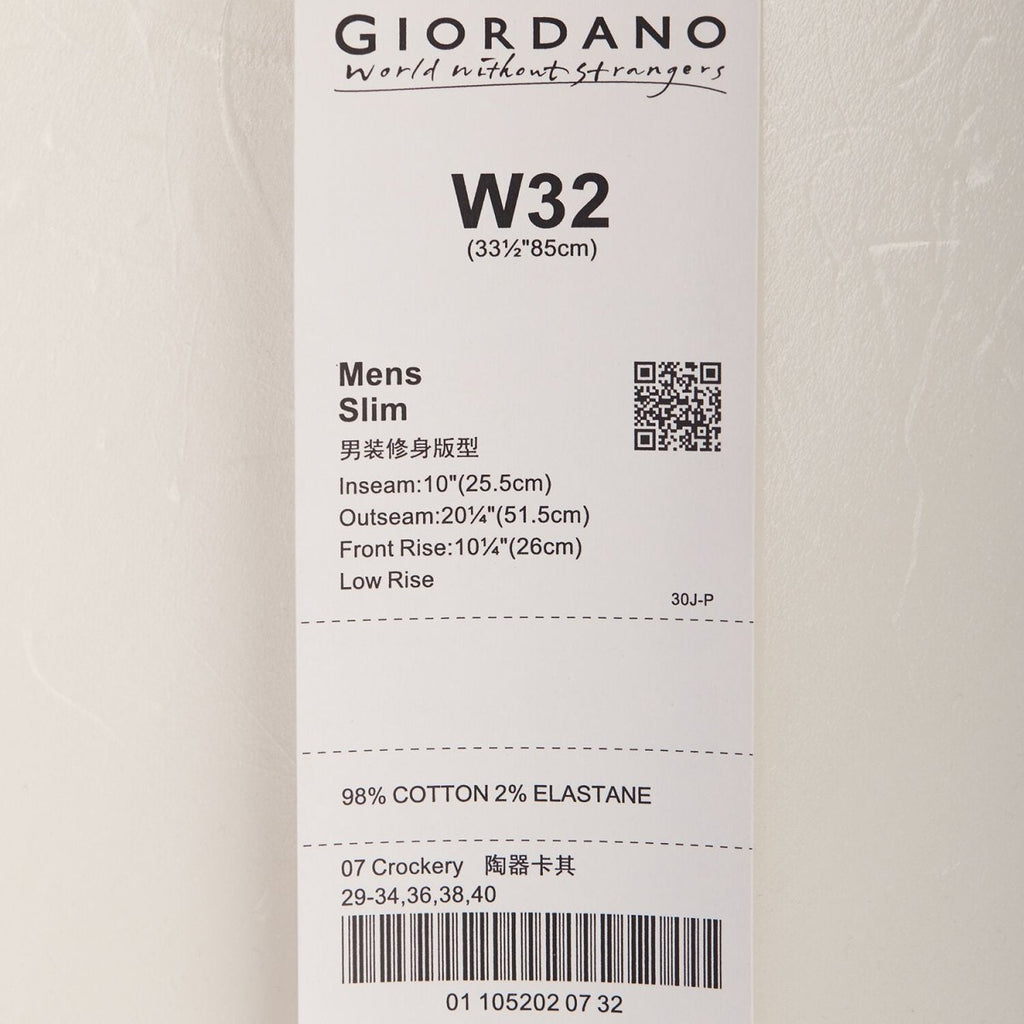 GIORDANO
World without strangers
W32
(33½"85cm)
Mens
Slim
男装修身版型
Inseam:10"(25.5cm)
Outseam:20¼"(51.5cm)
Front Rise:10¼"(26cm)
Low Rise
30J-P
98% COTTON 2% ELASTANE
07 Crockery 陶器卡其
29-34,36,38,40
01 105202 07 32